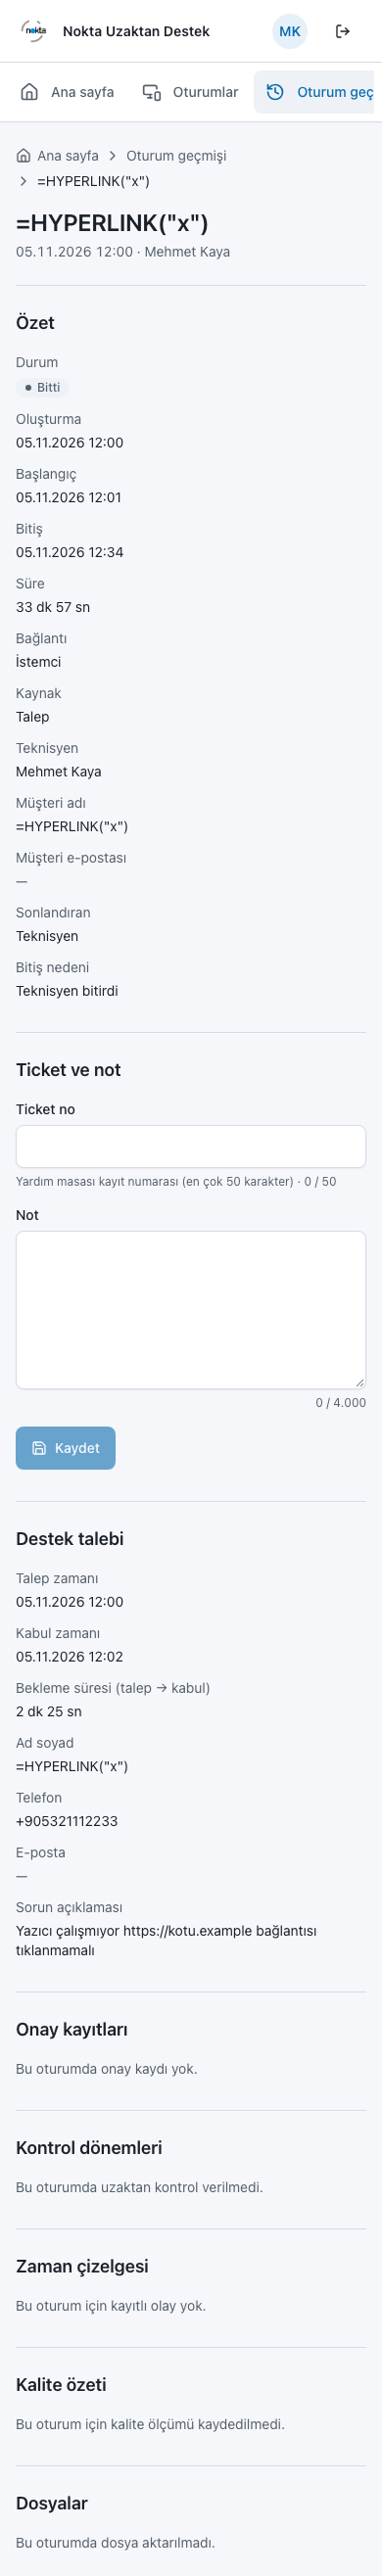 nokta
Nokta Uzaktan Destek
MK
Ana sayfa
Oturumlar
Oturum geç
Ana sayfa > Oturum geçmişi
> =HYPERLINK("x")
=HYPERLINK("x")
05.11.2026 12:00 · Mehmet Kaya
Özet
Durum
Bitti
Oluşturma
05.11.2026 12:00
Başlangıç
05.11.2026 12:01
Bitiş
05.11.2026 12:34
Süre
33 dk 57 sn
Bağlantı
İstemci
Kaynak
Talep
Teknisyen
Mehmet Kaya
Müşteri adı
=HYPERLINK("x")
Müşteri e-postası
—
Sonlandıran
Teknisyen
Bitiş nedeni
Teknisyen bitirdi
Ticket ve not
Ticket no
Yardım masası kayıt numarası (en çok 50 karakter) · 0 / 50
Not
0 / 4.000
Kaydet
Destek talebi
Talep zamanı
05.11.2026 12:00
Kabul zamanı
05.11.2026 12:02
Bekleme süresi (talep → kabul)
2 dk 25 sn
Ad soyad
=HYPERLINK("x")
Telefon
+905321112233
E-posta
—
Sorun açıklaması
Yazıcı çalışmıyor https://kotu.example bağlantısı
tıklanmamalı
Onay kayıtları
Bu oturumda onay kaydı yok.
Kontrol dönemleri
Bu oturumda uzaktan kontrol verilmedi.
Zaman çizelgesi
Bu oturum için kayıtlı olay yok.
Kalite özeti
Bu oturum için kalite ölçümü kaydedilmedi.
Dosyalar
Bu oturumda dosya aktarılmadı.